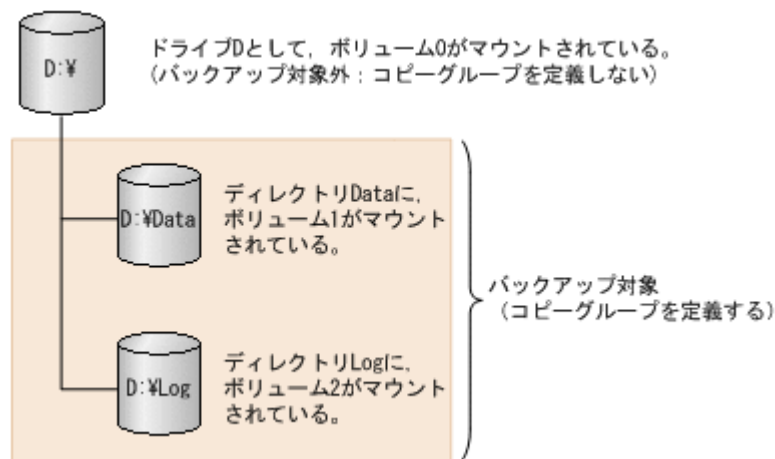 D:¥
ドライブDとして，ボリューム0がマウントされている。
(バックアップ対象外：コピーグループを定義しない)
D:¥Data
ディレクトリDataに，
ボリューム1がマウント
されている。
バックアップ対象
（コピーグループを定義する）
D:¥Log
ディレクトリLogに，
ボリューム2がマウント
されている。